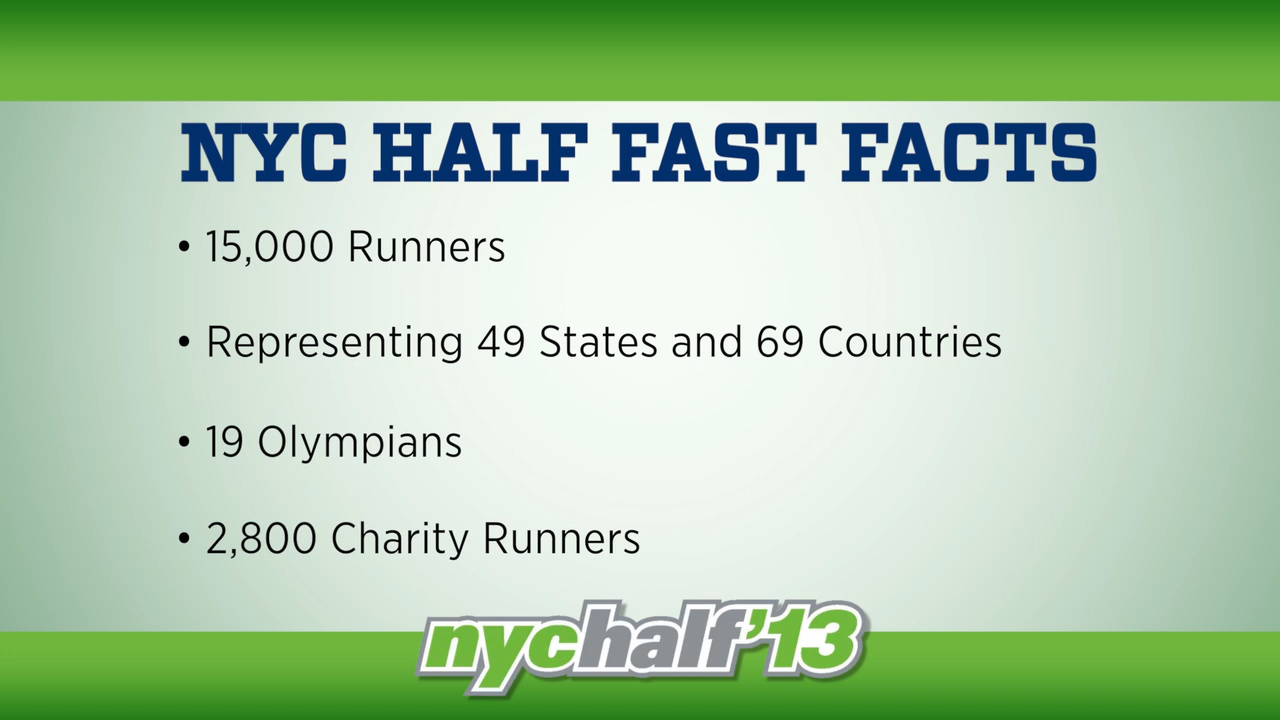 NYC HALF FAST FACTS
• 15,000 Runners
• Representing 49 States and 69 Countries
• 19 Olympians
• 2,800 Charity Runners
nychalf'13